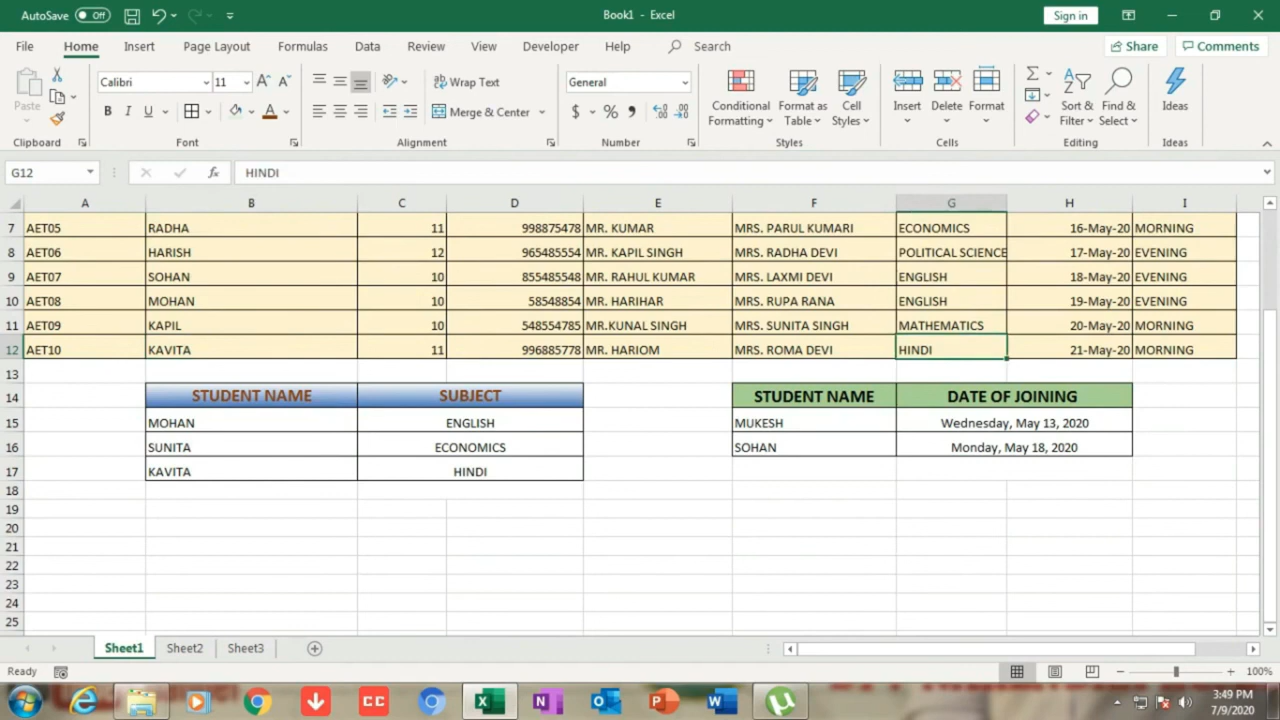 AutoSave Off Book1 - Excel Sign in
File Home Insert Page Layout Formulas Data Review View Developer Help Search Share Comments
Calibri 11 Wrap Text General
Paste B I U Merge & Center $ % Conditional Formatting Format as Table Cell Styles Insert Delete Format Sort & Filter Find & Select Ideas
Clipboard Font Alignment Number Styles Cells Editing Ideas
G12 fx HINDI
A B C D E F G H I
7 AET05 RADHA 11 998875478 MR. KUMAR MRS. PARUL KUMARI ECONOMICS 16-May-20 MORNING
8 AET06 HARISH 12 965485554 MR. KAPIL SINGH MRS. RADHA DEVI POLITICAL SCIENCE 17-May-20 EVENING
9 AET07 SOHAN 10 855485548 MR. RAHUL KUMAR MRS. LAXMI DEVI ENGLISH 18-May-20 EVENING
10 AET08 MOHAN 10 58548854 MR. HARIHAR MRS. RUPA RANA ENGLISH 19-May-20 EVENING
11 AET09 KAPIL 10 548554785 MR.KUNAL SINGH MRS. SUNITA SINGH MATHEMATICS 20-May-20 MORNING
12 AET10 KAVITA 11 996885778 MR. HARIOM MRS. ROMA DEVI HINDI 21-May-20 MORNING
13
14 STUDENT NAME SUBJECT STUDENT NAME DATE OF JOINING
15 MOHAN ENGLISH MUKESH Wednesday, May 13, 2020
16 SUNITA ECONOMICS SOHAN Monday, May 18, 2020
17 KAVITA HINDI
18
19
20
21
22
23
24
25
Sheet1 Sheet2 Sheet3
Ready 100%
CC 3:49 PM
7/9/2020